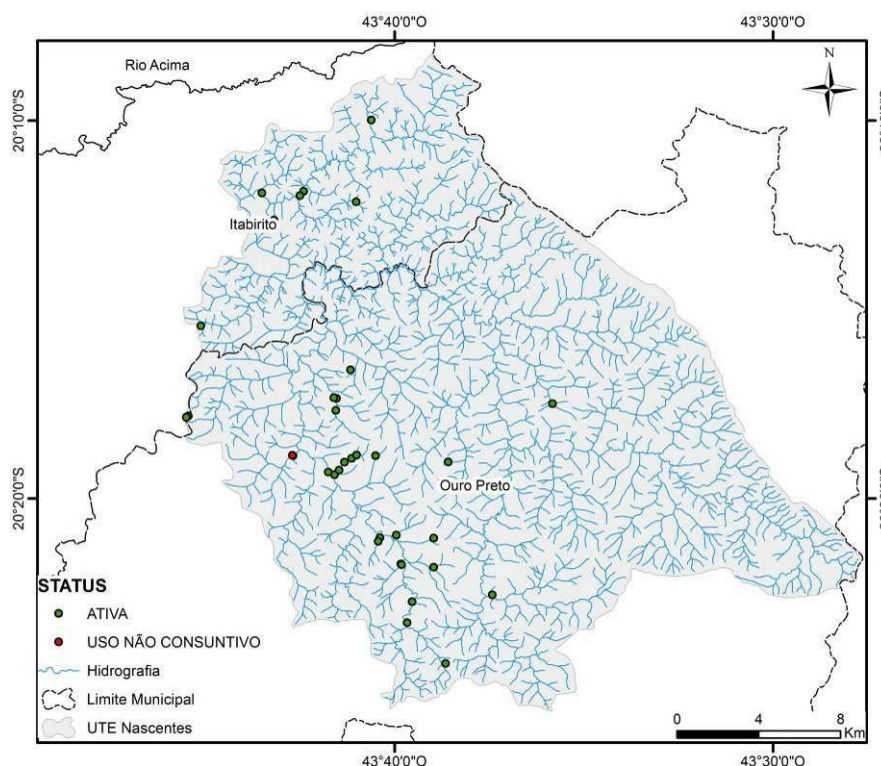 43°40'0"O
43°30'0"O
Rio Acima
N
20°10'0"S
Itabirito
20°20'0"S
Ouro Preto
STATUS
ATIVA
USO NÃO CONSUNTIVO
Hidrografia
Limite Municipal
UTE Nascentes
0 4 8
Km
43°40'0"O
43°30'0"O